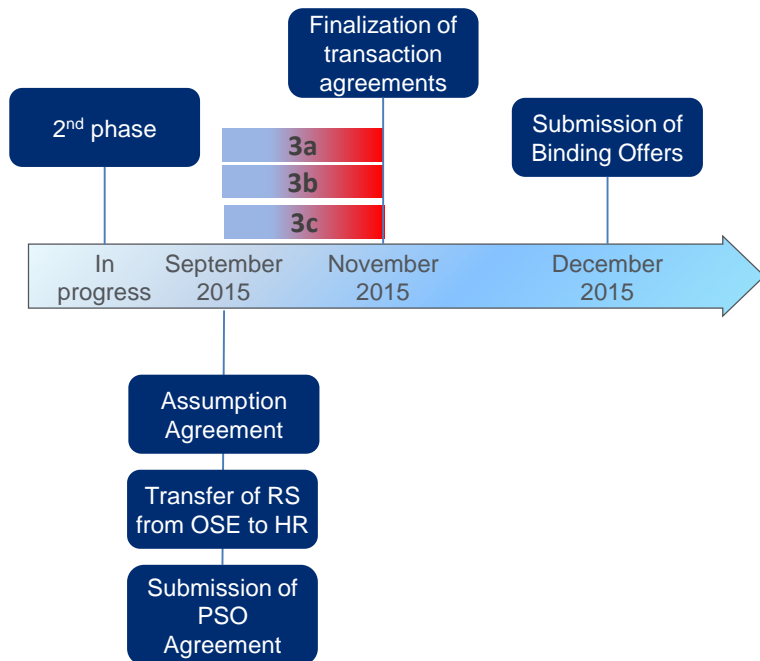 Finalization of
transaction
agreements
2nd phase
Submission of
Binding Offers
3a
3b
3c
In
progress
September
2015
November
2015
December
2015
Assumption
Agreement
Transfer of RS
from OSE to HR
Submission of
PSO
Agreement